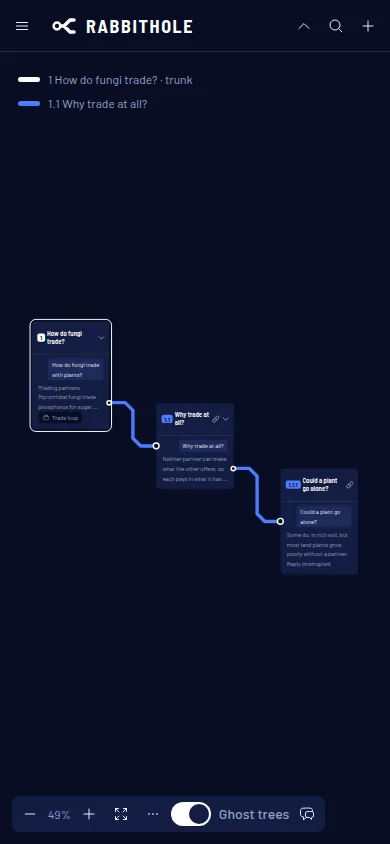 RABBITHOLE
1 How do fungi trade? · trunk
1.1 Why trade at all?
1 How do fungi
trade?
How do fungi trade
with plants?
Trading partners
Mycorrhizal fungi trade
phosphorus for sugar...
Trade loop
1.1 Why trade at
all?
Why trade at all?
Neither partner can make
what the other offers, so
each pays in what it has...
1.1.1 Could a plant
go alone?
Could a plant go
alone?
Some do, in rich soil, but
most land plants grow
poorly without a partner.
Reply interrupted
49%
Ghost trees